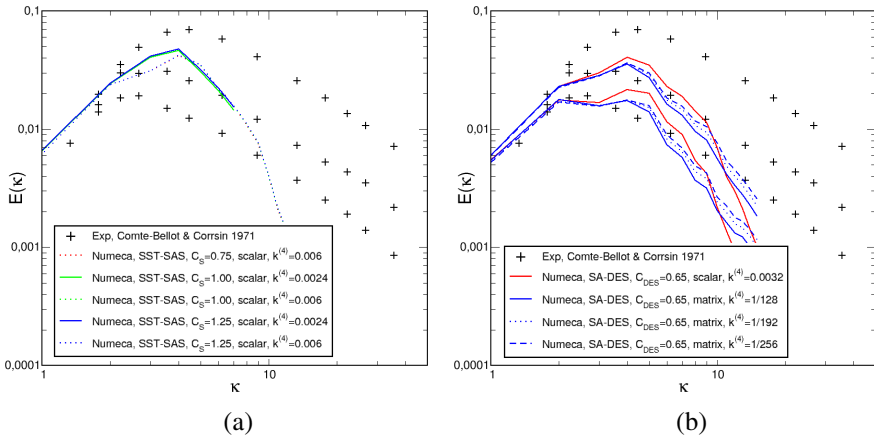 0,1
0,01
0,001
0,0001
E(κ)
1
10
κ
Exp, Comte-Bellot & Corrsin 1971
Numeca, SST-SAS, C_S=0.75, scalar, k^(4)=0.006
Numeca, SST-SAS, C_S=1.00, scalar, k^(4)=0.0024
Numeca, SST-SAS, C_S=1.00, scalar, k^(4)=0.006
Numeca, SST-SAS, C_S=1.25, scalar, k^(4)=0.0024
Numeca, SST-SAS, C_S=1.25, scalar, k^(4)=0.006
(a)
0,1
0,01
0,001
0,0001
E(κ)
1
10
κ
Exp, Comte-Bellot & Corrsin 1971
Numeca, SA-DES, C_DES=0.65, scalar, k^(4)=0.0032
Numeca, SA-DES, C_DES=0.65, matrix, k^(4)=1/128
Numeca, SA-DES, C_DES=0.65, matrix, k^(4)=1/192
Numeca, SA-DES, C_DES=0.65, matrix, k^(4)=1/256
(b)